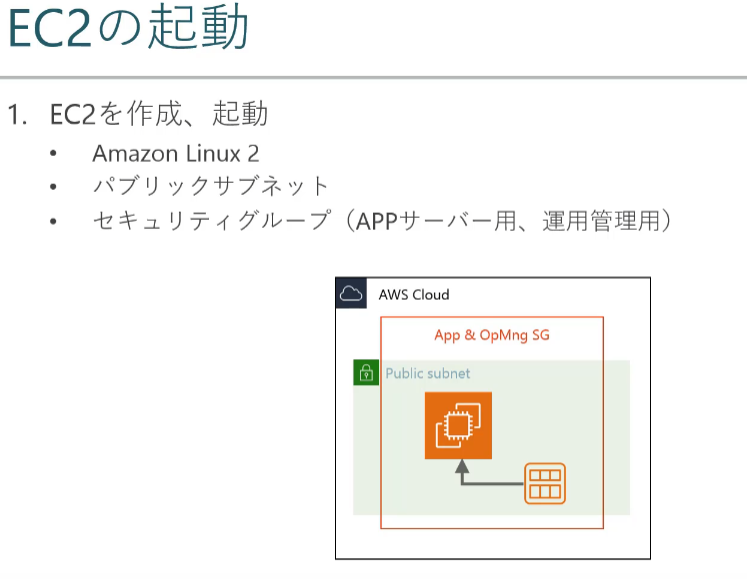 EC2の起動
1. EC2を作成、起動
• Amazon Linux 2
• パブリックサブネット
• セキュリティグループ（APPサーバー用、運用管理用）
AWS Cloud
App & OpMng SG
Public subnet